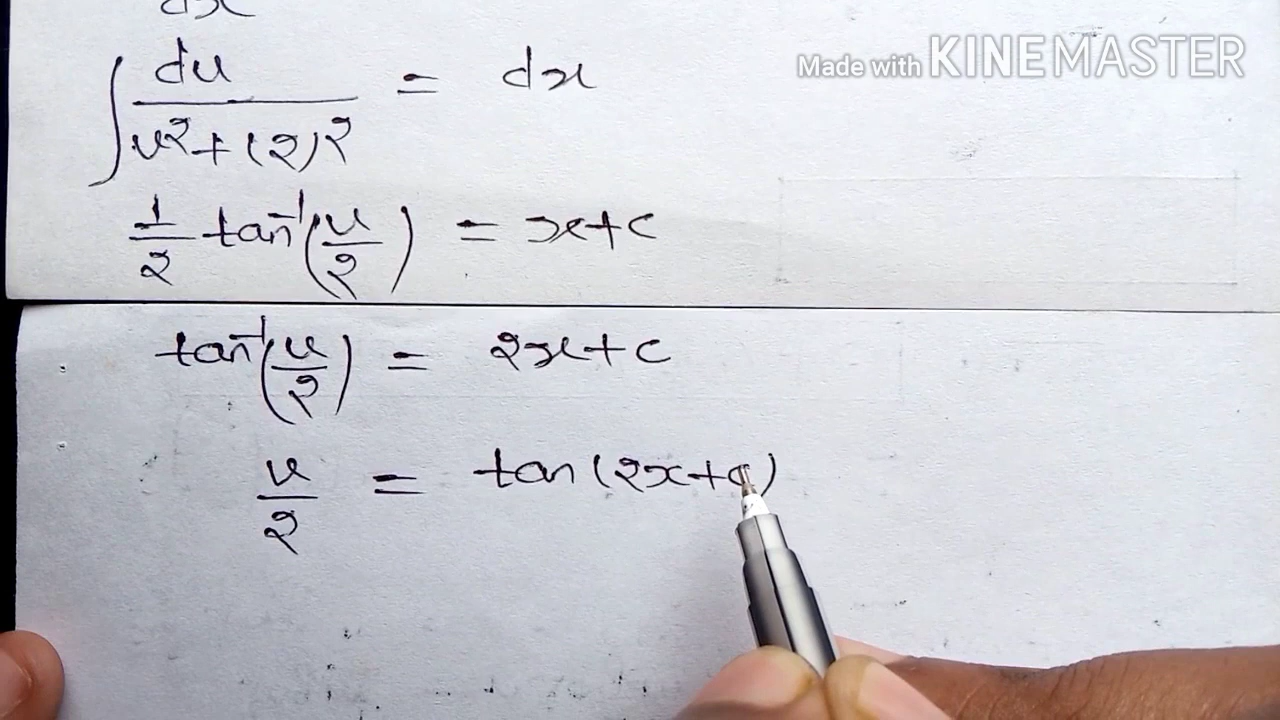 dx
Made with KINEMASTER
∫ du/(u²+(2)²) = dx
1/2 tan⁻¹(u/2) = x+c
tan⁻¹(u/2) = 2x+c
u/2 = tan(2x+c)